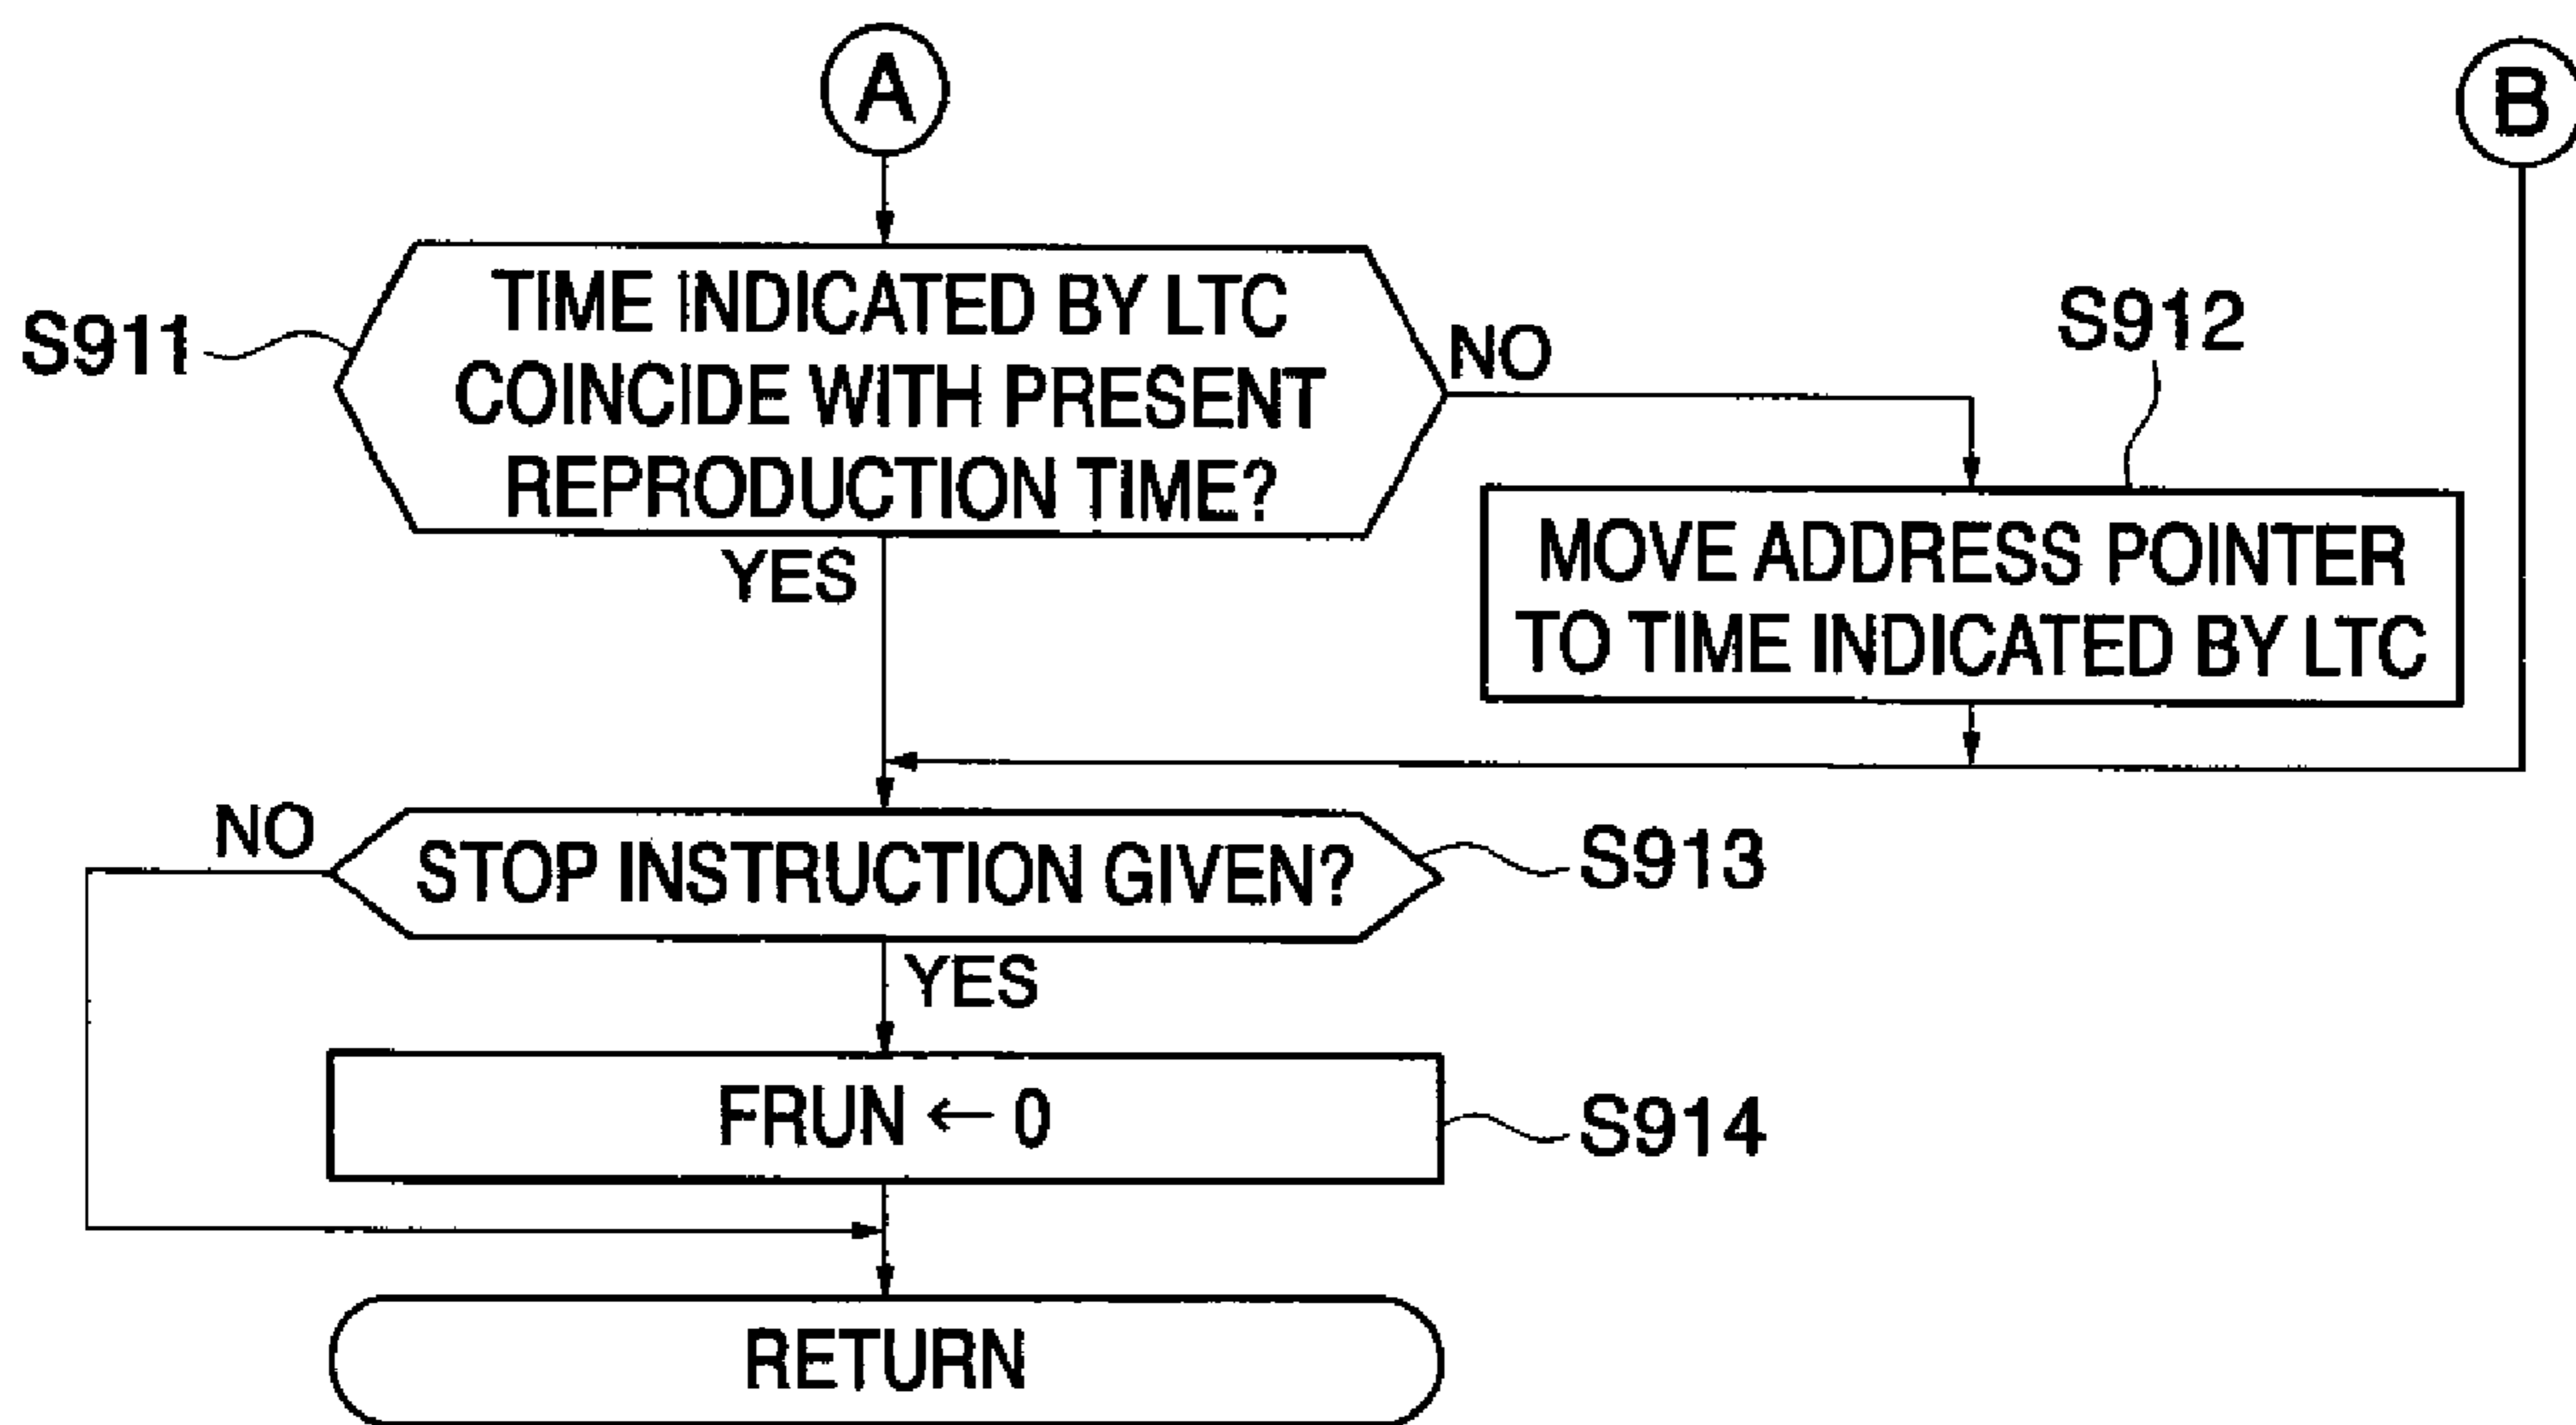 A
B
S911
TIME INDICATED BY LTC
COINCIDE WITH PRESENT
REPRODUCTION TIME?
NO
YES
S912
MOVE ADDRESS POINTER
TO TIME INDICATED BY LTC
NO
STOP INSTRUCTION GIVEN?
S913
YES
FRUN ← 0
S914
RETURN